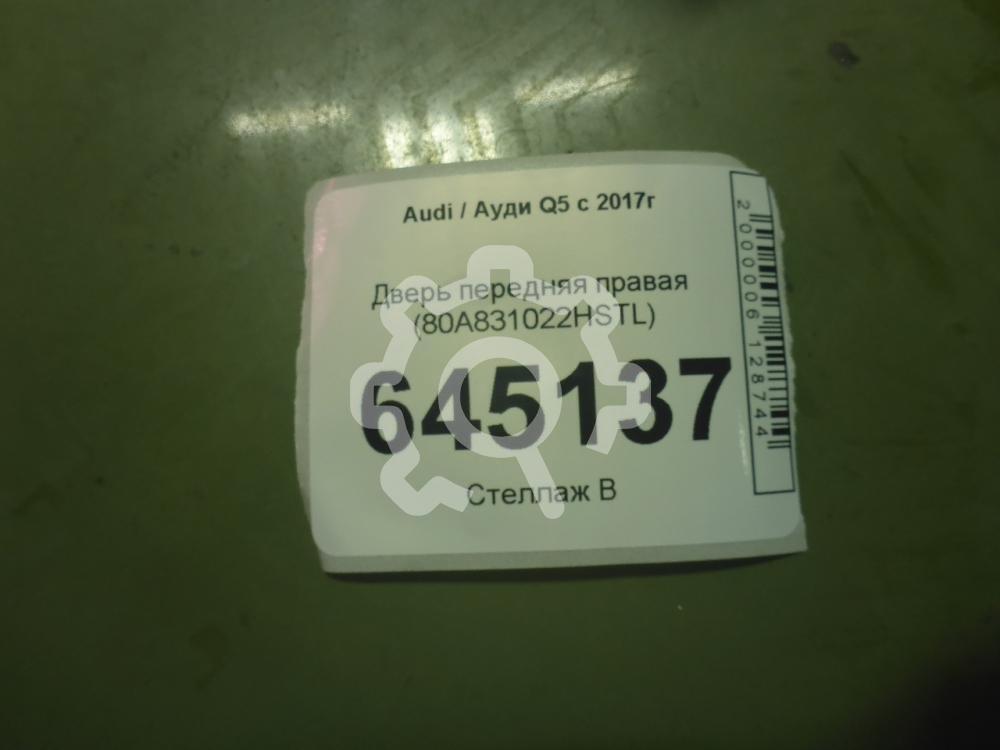 Audi / Ауди Q5 с 2017г
Дверь передняя правая
(80A831022HSTL)
645137
Стеллаж В
2000006128744